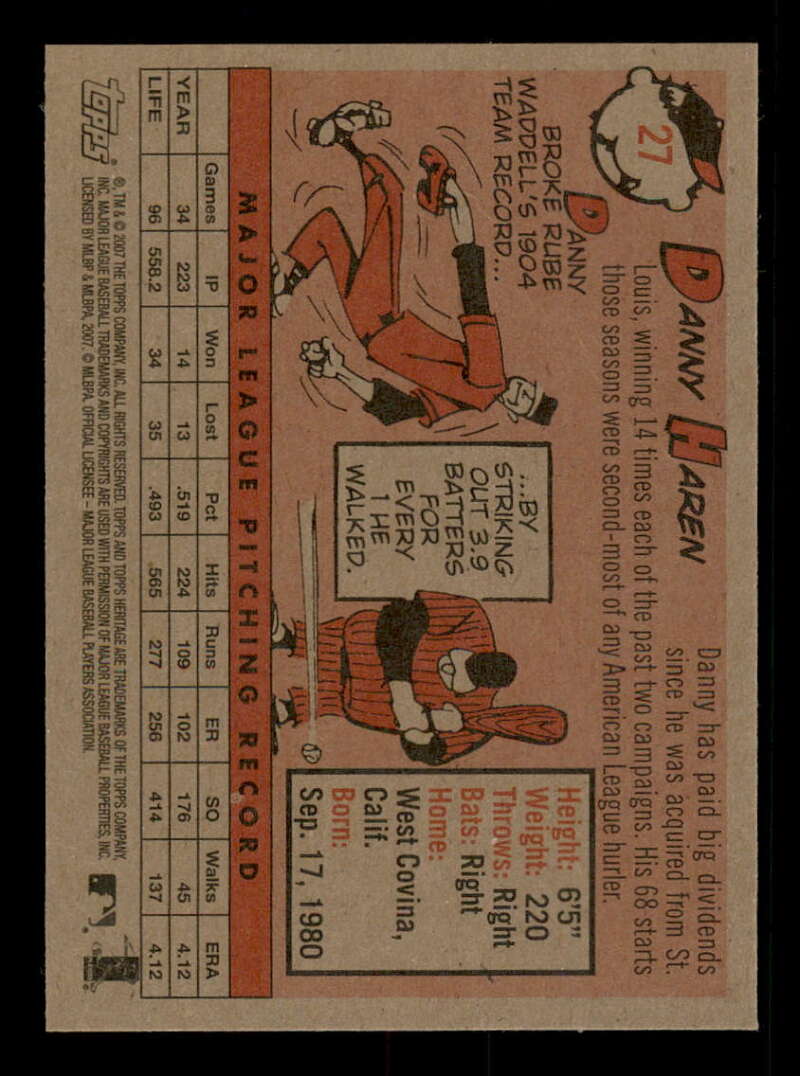 27
DANNY HAREN
Danny has paid big dividends
since he was acquired from St.
Louis, winning 14 times each of the past two campaigns. His 68 starts
those seasons were second-most of any American League hurler.
DANNY
BROKE RUBE
WADDELL'S 1904
TEAM RECORD...
...BY
STRIKING
OUT 3.9
BATTERS
FOR
EVERY
1 HE
WALKED.
Height: 6'5"
Weight: 220
Throws: Right
Bats: Right
Home:
West Covina,
Calif.
Born:
Sep. 17, 1980
MAJOR LEAGUE PITCHING RECORD
Games IP Won Lost Pct Hits Runs ER SO Walks ERA
YEAR 34 223 14 13 .519 224 109 102 176 45 4.12
LIFE 96 558.2 34 35 .493 565 277 256 414 137 4.12
TOPPS®
®, TM & © 2007 THE TOPPS COMPANY, INC. ALL RIGHTS RESERVED. TOPPS AND TOPPS HERITAGE ARE TRADEMARKS OF THE TOPPS COMPANY,
INC. MAJOR LEAGUE BASEBALL TRADEMARKS AND COPYRIGHTS ARE USED WITH PERMISSION OF MAJOR LEAGUE BASEBALL PROPERTIES, INC.
LICENSED BY MLBP & MLBPA, 2007. © MLBPA, OFFICIAL LICENSEE – MAJOR LEAGUE BASEBALL PLAYERS ASSOCIATION.